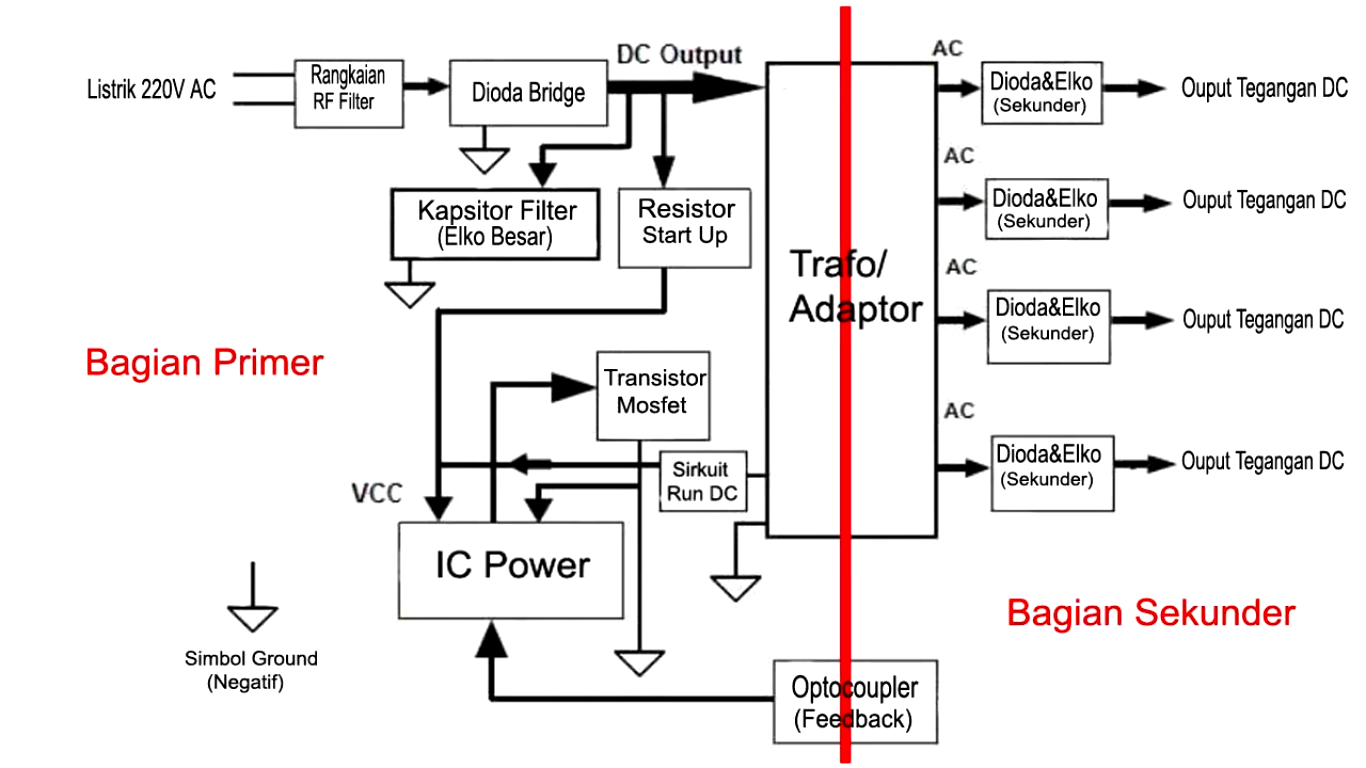 DC Output
Listrik 220V AC
Rangkaian
RF Filter
Dioda Bridge
Kapsitor Filter
(Elko Besar)
Resistor
Start Up
Trafo/
Adaptor
AC
Dioda&Elko
(Sekunder)
Ouput Tegangan DC
AC
Dioda&Elko
(Sekunder)
Ouput Tegangan DC
AC
Dioda&Elko
(Sekunder)
Ouput Tegangan DC
AC
Dioda&Elko
(Sekunder)
Ouput Tegangan DC
Bagian Primer
Transistor
Mosfet
Sirkuit
Run DC
VCC
IC Power
Simbol Ground
(Negatif)
Bagian Sekunder
Optocoupler
(Feedback)